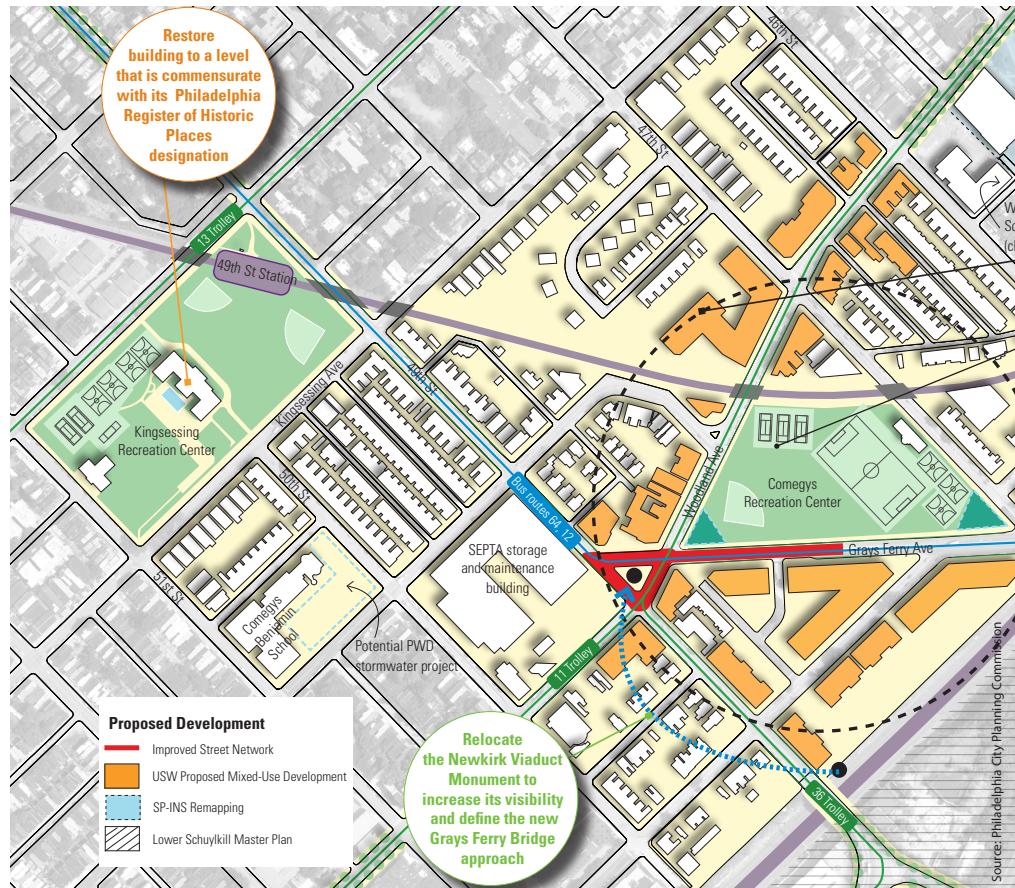 Restore
building to a level
that is commensurate
with its Philadelphia
Register of Historic
Places
designation
46th St
47th St
13 Trolley
49th St Station
Kingsessing Ave
49th St
Kingsessing
Recreation Center
50th St
51st St
Bus routes 64, 12
Woodland Ave
Comegys
Recreation Center
Grays Ferry Ave
SEPTA storage
and maintenance
building
Comegys
Benjamin
School
Potential PWD
stormwater project
11 Trolley
36 Trolley
Relocate
the Newkirk Viaduct
Monument to
increase its visibility
and define the new
Grays Ferry Bridge
approach
Proposed Development
Improved Street Network
USW Proposed Mixed-Use Development
SP-INS Remapping
Lower Schuylkill Master Plan
Source: Philadelphia City Planning Commission